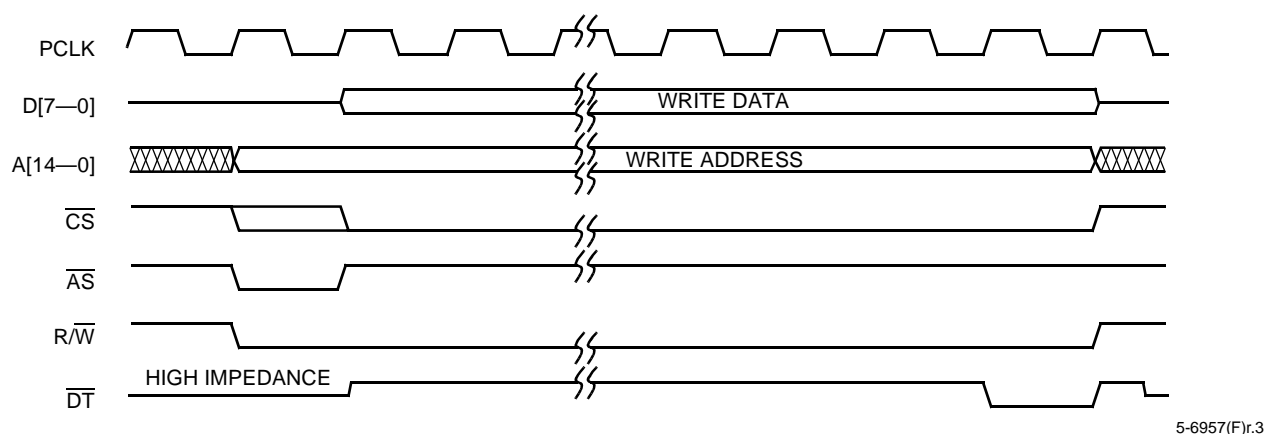 PCLK
D[7—0]
WRITE DATA
A[14—0]
WRITE ADDRESS
CS
AS
R/W
HIGH IMPEDANCE
DT
5-6957(F)r.3